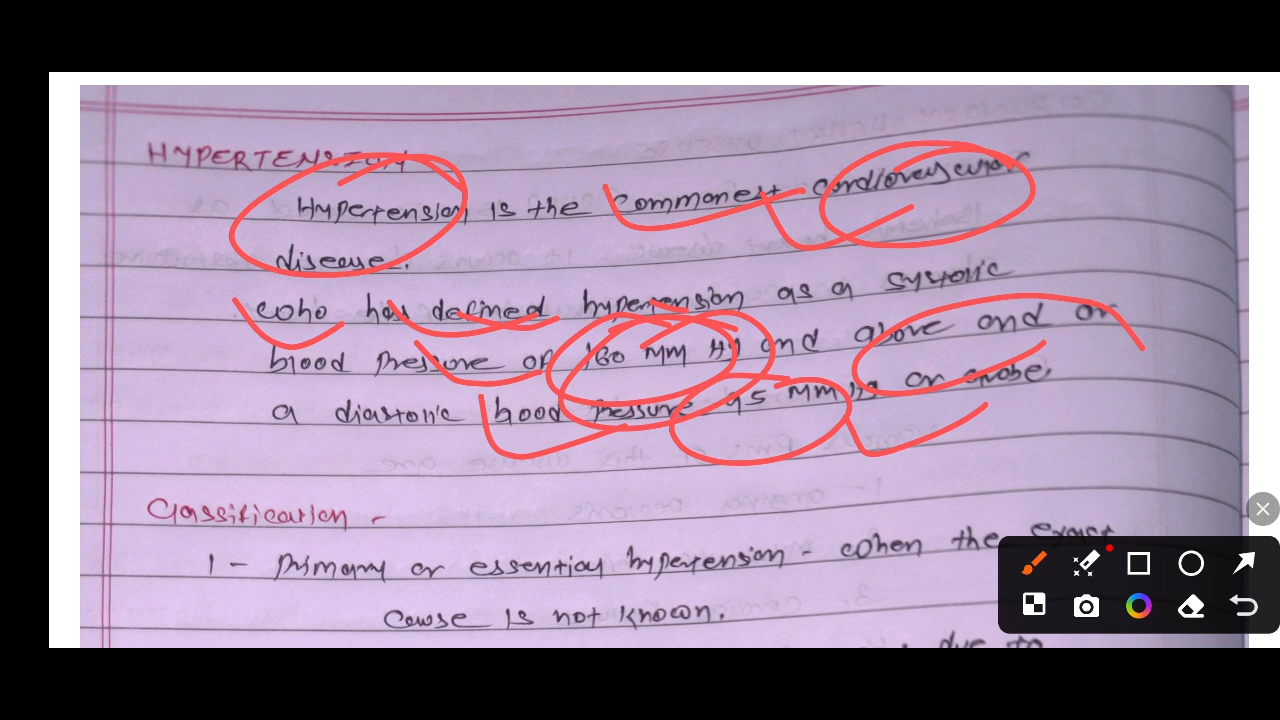 HYPERTENSION
Hypertension is the commonest cardiovascular
disease.
WHO has defined hypertension as a systolic
blood pressure of 160 MM Hg and above and or
a diastolic blood pressure 95 MM Hg or above,
Classification -
1 - Primary or essential hypertension - When the exact
Cause is not known.
due to